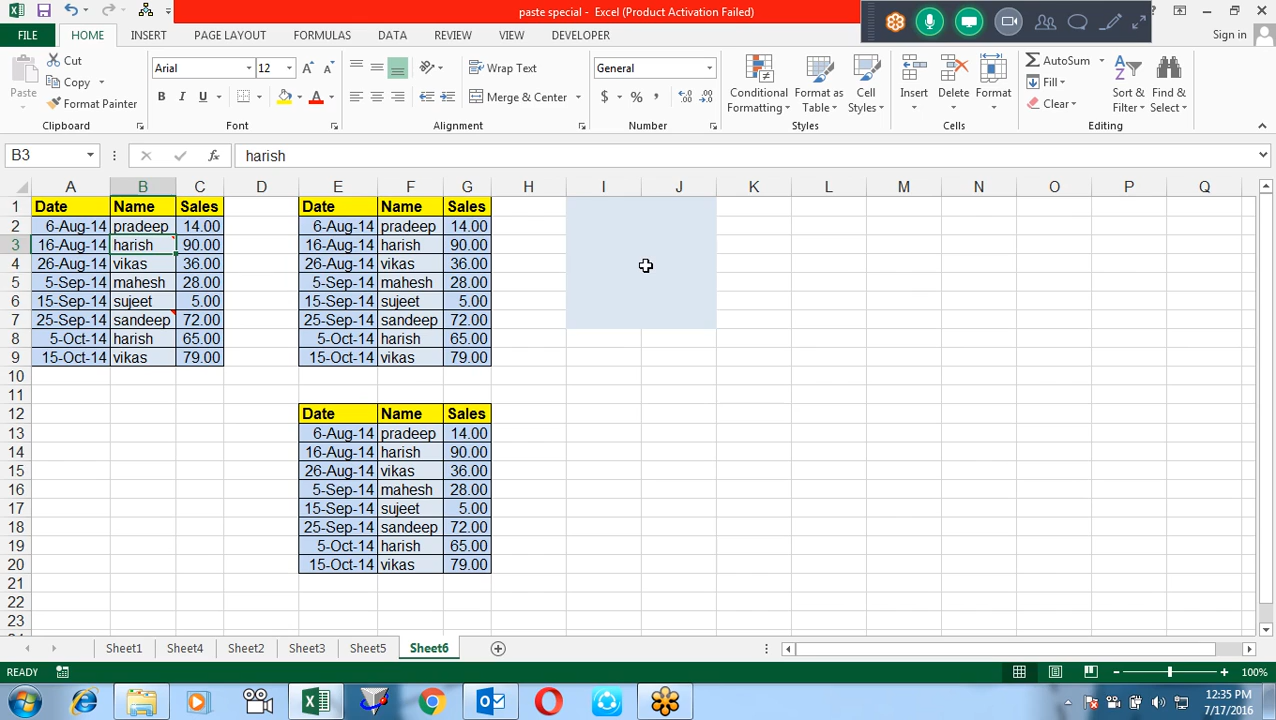 paste special - Excel (Product Activation Failed)
Sign in
FILE HOME INSERT PAGE LAYOUT FORMULAS DATA REVIEW VIEW DEVELOPER
Paste
Cut
Copy
Format Painter
Clipboard
Arial 12
B I U
Font
Wrap Text
Merge & Center
Alignment
General
$ % ,
Number
Conditional Formatting
Format as Table
Cell Styles
Styles
Insert Delete Format
Cells
AutoSum
Fill
Clear
Sort & Filter
Find & Select
Editing
B3 harish
A B C D E F G H I J K L M N O P Q
1 Date Name Sales Date Name Sales
2 6-Aug-14 pradeep 14.00 6-Aug-14 pradeep 14.00
3 16-Aug-14 harish 90.00 16-Aug-14 harish 90.00
4 26-Aug-14 vikas 36.00 26-Aug-14 vikas 36.00
5 5-Sep-14 mahesh 28.00 5-Sep-14 mahesh 28.00
6 15-Sep-14 sujeet 5.00 15-Sep-14 sujeet 5.00
7 25-Sep-14 sandeep 72.00 25-Sep-14 sandeep 72.00
8 5-Oct-14 harish 65.00 5-Oct-14 harish 65.00
9 15-Oct-14 vikas 79.00 15-Oct-14 vikas 79.00
10
11
12 Date Name Sales
13 6-Aug-14 pradeep 14.00
14 16-Aug-14 harish 90.00
15 26-Aug-14 vikas 36.00
16 5-Sep-14 mahesh 28.00
17 15-Sep-14 sujeet 5.00
18 25-Sep-14 sandeep 72.00
19 5-Oct-14 harish 65.00
20 15-Oct-14 vikas 79.00
21
22
23
Sheet1 Sheet4 Sheet2 Sheet3 Sheet5 Sheet6
READY 100%
12:35 PM
7/17/2016